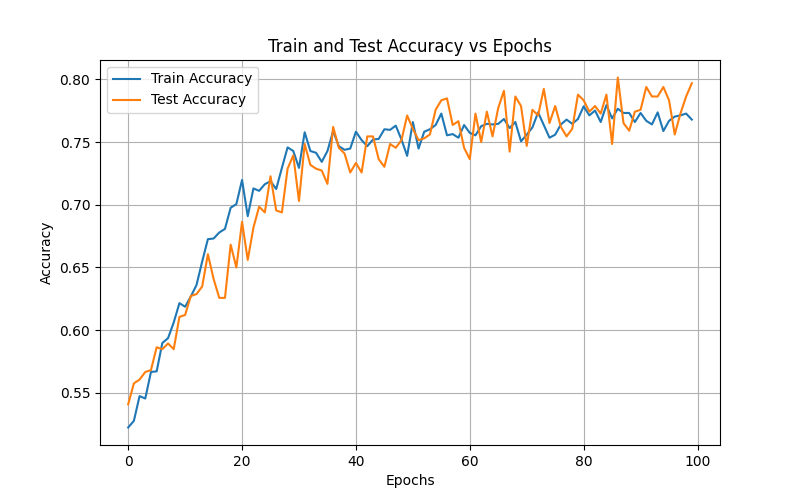 Train and Test Accuracy vs Epochs
Train Accuracy
Test Accuracy
0.80
0.75
0.70
0.65
0.60
0.55
Accuracy
0 20 40 60 80 100
Epochs